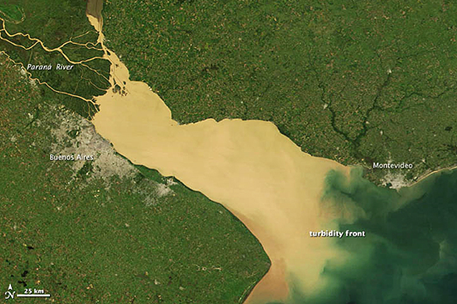 Paraná River
Buenos Aires
Montevideo
turbidity front
N
25 km